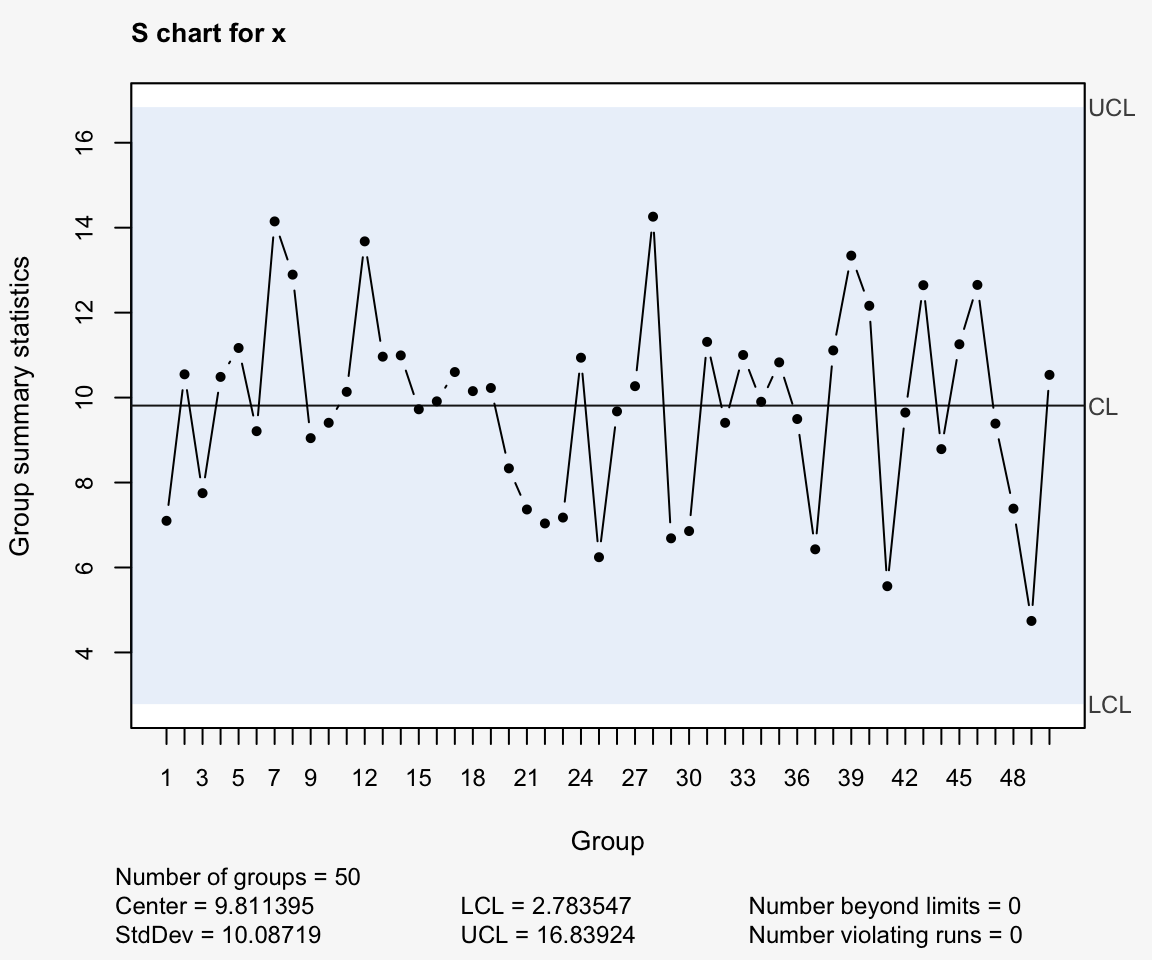 S chart for x
UCL
16
14
12
10
8
6
4
CL
LCL
Group summary statistics
1 3 5 7 9 12 15 18 21 24 27 30 33 36 39 42 45 48
Group
Number of groups = 50
Center = 9.811395 LCL = 2.783547 Number beyond limits = 0
StdDev = 10.08719 UCL = 16.83924 Number violating runs = 0